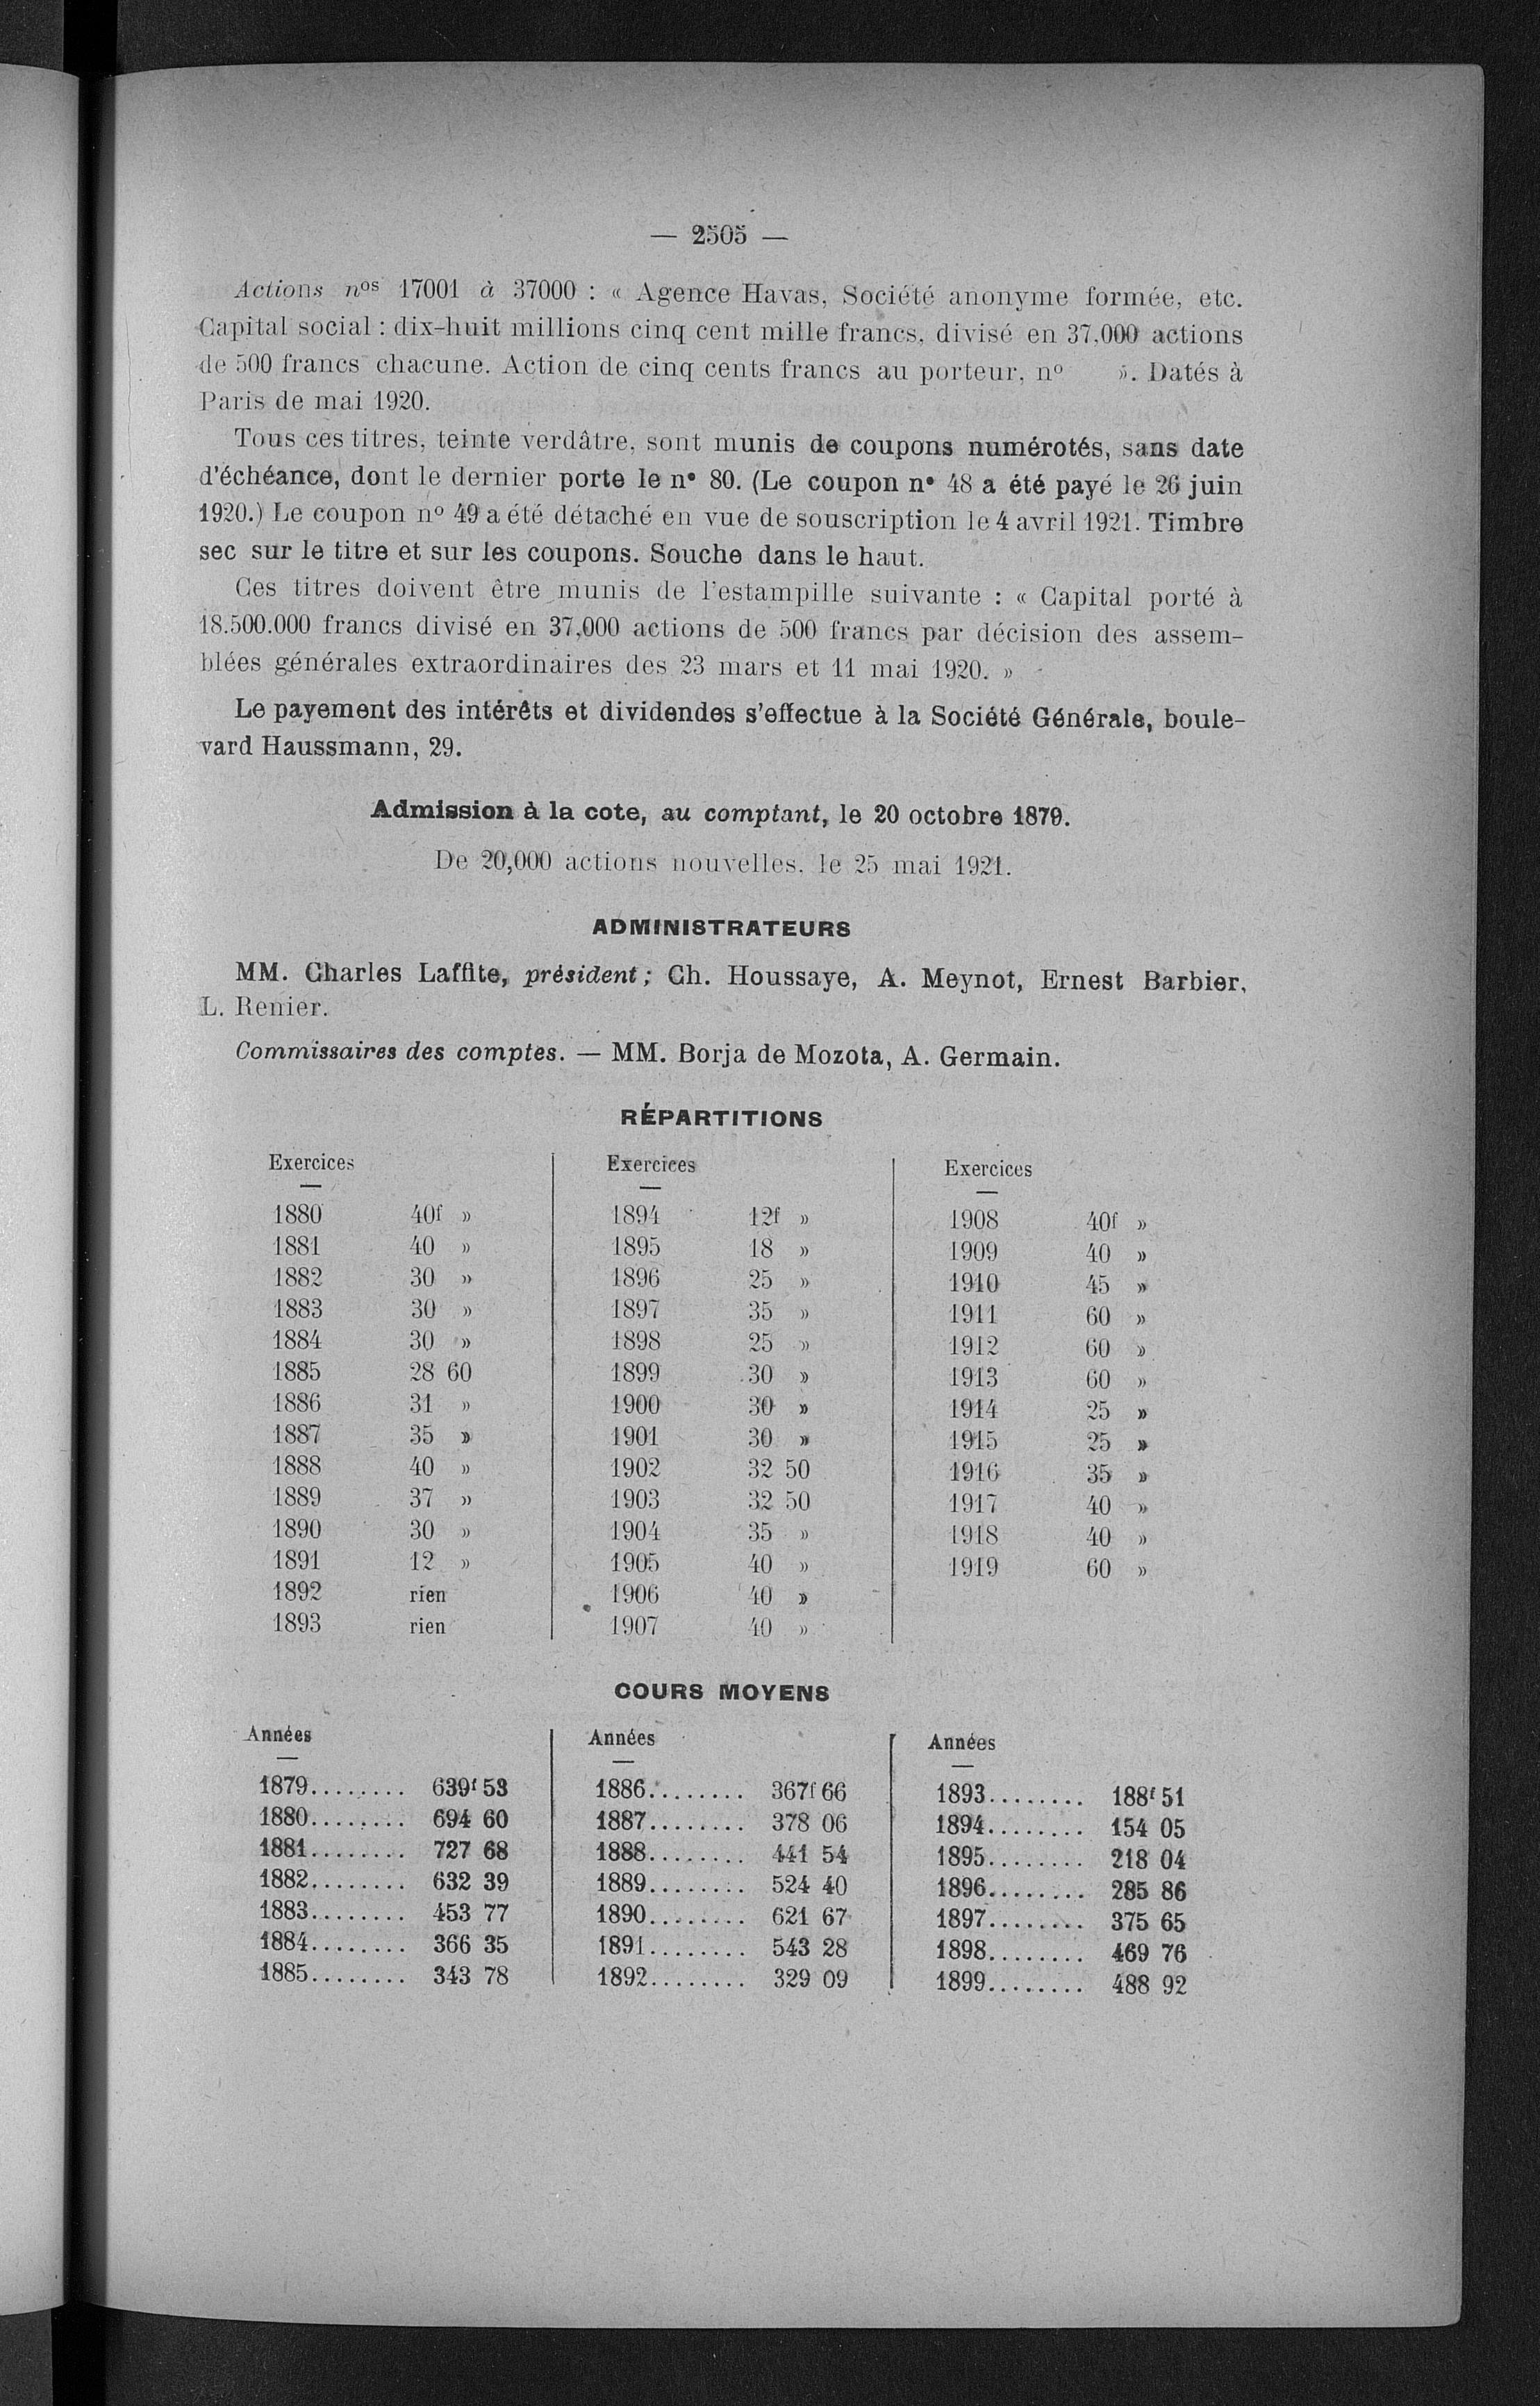 — 2505 —
Actions nos 17001 à 37000 : « Agence Havas, Société anonyme formée, etc.
Capital social : dix-huit millions cinq cent mille francs, divisé en 37.000 actions
de 500 francs chacune. Action de cinq cents francs au porteur, no ». Datés à
Paris de mai 1920.
Tous ces titres, teinte verdâtre, sont munis de coupons numérotés, sans date
d'échéance, dont le dernier porte le n° 80. (Le coupon n° 48 a été payé le 26 juin
1920.) Le coupon no 49 a été détaché en vue de souscription le 4 avril 1921. Timbre
sec sur le titre et sur les coupons. Souche dans le haut.
Ces titres doivent être munis de l'estampille suivante : « Capital porté à
18.500.000 francs divisé en 37,000 actions de 500 francs par décision des assem-
blées générales extraordinaires des 23 mars et 11 mai 1920. »
Le payement des intérêts et dividendes s'effectue à la Société Générale, boule-
vard Haussmann, 29.
Admission à la cote, au comptant, le 20 octobre 1879.
De 20,000 actions nouvelles, le 25 mai 1921.
ADMINISTRATEURS
MM. Charles Laffite, président ; Ch. Houssaye, A. Meynot, Ernest Barbier,
L. Renier.
Commissaires des comptes. — MM. Borja de Mozota, A. Germain.
RÉPARTITIONS
Exercices Exercices Exercices
1880 40f » 1894 12f » 1908 40f »
1881 40 » 1895 18 » 1909 40 »
1882 30 » 1896 25 » 1910 45 »
1883 30 » 1897 35 » 1911 60 »
1884 30 » 1898 25 » 1912 60 »
1885 28 60 1899 30 » 1913 60 »
1886 31 » 1900 30 » 1914 25 »
1887 35 » 1901 30 » 1915 25 »
1888 40 » 1902 32 50 1916 35 »
1889 37 » 1903 32 50 1917 40 »
1890 30 » 1904 35 » 1918 40 »
1891 12 » 1905 40 » 1919 60 »
1892 rien 1906 40 »
1893 rien 1907 40 »
COURS MOYENS
Années Années Années
1879........ 639f 53 1886........ 367f 66 1893........ 188f 51
1880........ 694 60 1887........ 378 06 1894........ 154 05
1881........ 727 68 1888........ 441 54 1895........ 218 04
1882........ 632 39 1889........ 524 40 1896........ 285 86
1883........ 453 77 1890........ 621 67 1897........ 375 65
1884........ 366 35 1891........ 543 28 1898........ 469 76
1885........ 343 78 1892........ 329 09 1899........ 488 92